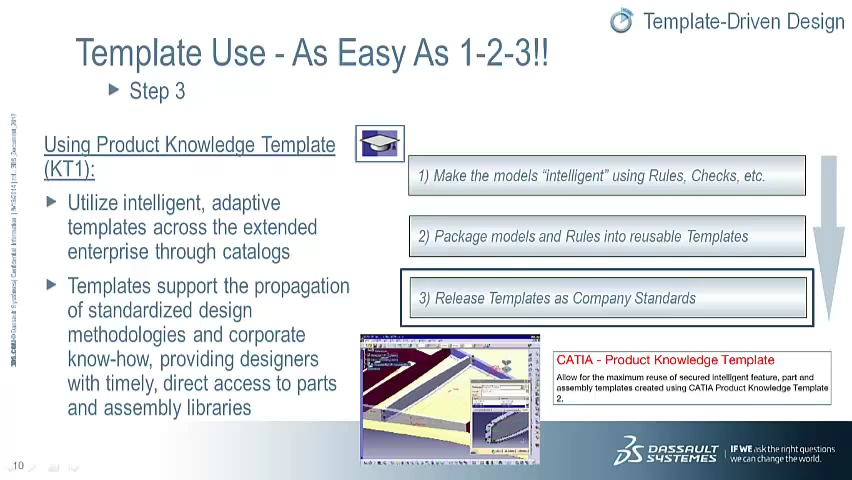 Template-Driven Design
Template Use - As Easy As 1-2-3!!
Step 3
Using Product Knowledge Template
(KT1):
Utilize intelligent, adaptive
templates across the extended
enterprise through catalogs
Templates support the propagation
of standardized design
methodologies and corporate
know-how, providing designers
with timely, direct access to parts
and assembly libraries
1) Make the models “intelligent” using Rules, Checks, etc.
2) Package models and Rules into reusable Templates
3) Release Templates as Company Standards
CATIA - Product Knowledge Template
Allow for the maximum reuse of secured intelligent feature, part and
assembly templates created using CATIA Product Knowledge Template
2.
10
DASSAULT
SYSTEMES
IF WE ask the right questions
we can change the world.